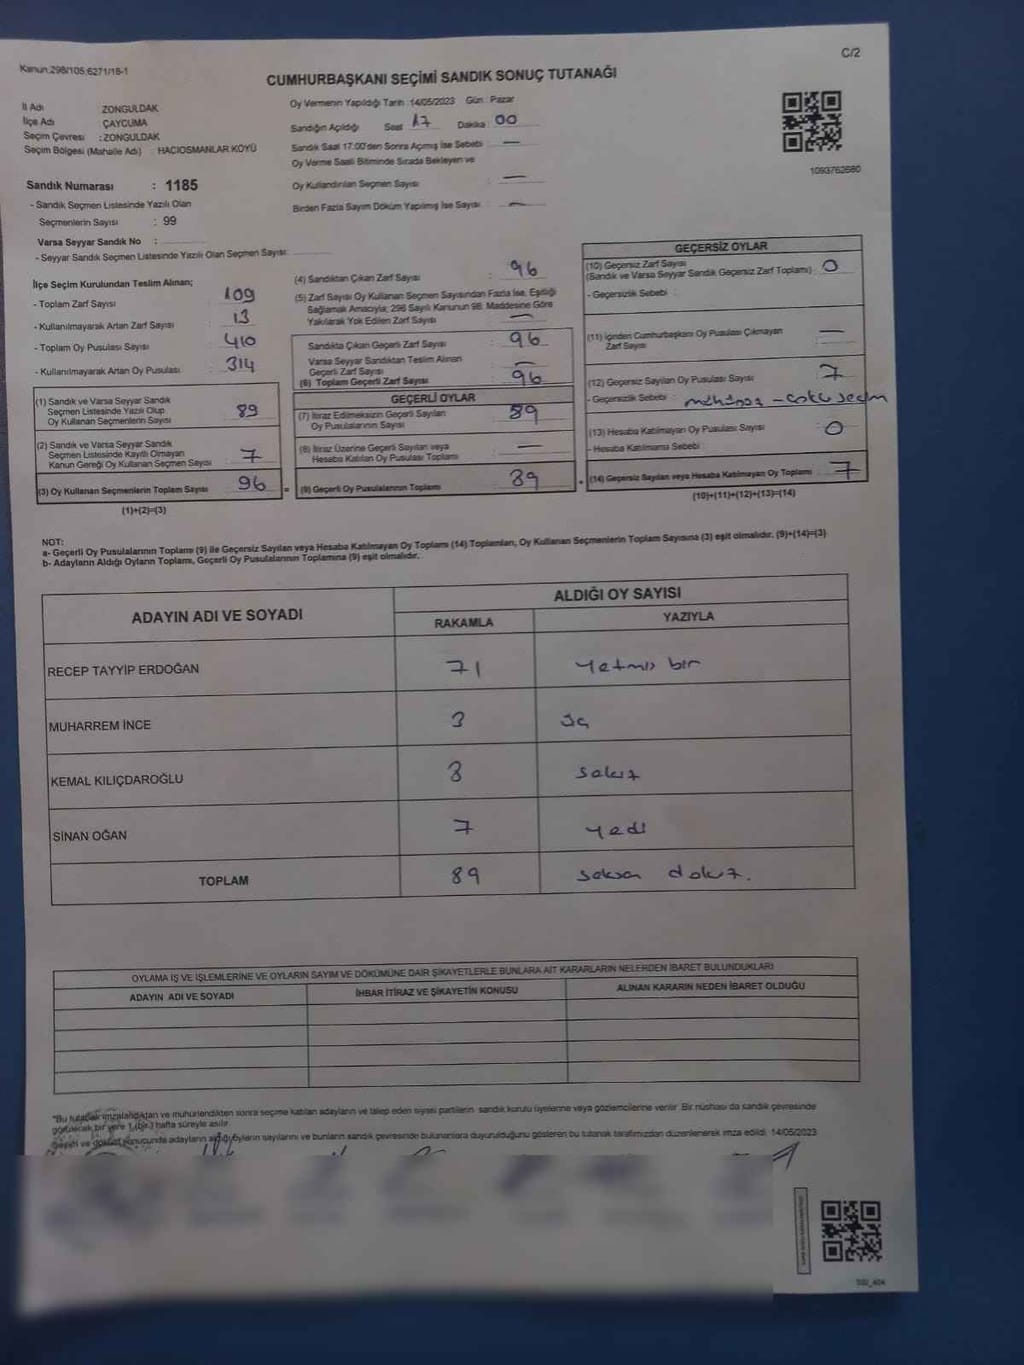 Kanun:298/105;6271/18-1
C/2
CUMHURBAŞKANI SEÇİMİ SANDIK SONUÇ TUTANAĞI
İl Adı ZONGULDAK
İlçe Adı ÇAYCUMA
Seçim Çevresi : ZONGULDAK
Seçim Bölgesi (Mahalle Adı) : HACIOSMANLAR KÖYÜ
Sandık Numarası : 1185
- Sandık Seçmen Listesinde Yazılı Olan
Seçmenlerin Sayısı : 99
Varsa Seyyar Sandık No :
- Seyyar Sandık Seçmen Listesinde Yazılı Olan Seçmen Sayısı:
Oy Vermenin Yapıldığı Tarih : 14/05/2023 Gün : Pazar
Sandığın Açıldığı Saat 17 Dakika : 00
Sandık Saat 17:00'den Sonra Açılmış İse Sebebi : —
Oy Verme Saati Bitiminde Sırada Bekleyen ve
Oy Kullandırılan Seçmen Sayısı : —
Birden Fazla Sayım Döküm Yapılmış İse Sayısı : —
1093762680
İlçe Seçim Kurulundan Teslim Alınan;
- Toplam Zarf Sayısı : 109
- Kullanılmayarak Artan Zarf Sayısı : 13
- Toplam Oy Pusulası Sayısı : 410
- Kullanılmayarak Artan Oy Pusulası : 314
(1) Sandık ve Varsa Seyyar Sandık
Seçmen Listesinde Yazılı Olup
Oy Kullanan Seçmenlerin Sayısı : 89
(2) Sandık ve Varsa Seyyar Sandık
Seçmen Listesinde Kayıtlı Olmayan
Kanun Gereği Oy Kullanan Seçmen Sayısı : 7
(3) Oy Kullanan Seçmenlerin Toplam Sayısı : 96
(1)+(2)=(3)
(4) Sandıktan Çıkan Zarf Sayısı : 96
(5) Zarf Sayısı Oy Kullanan Seçmen Sayısından Fazla İse, Eşitliği
Sağlamak Amacıyla; 298 Sayılı Kanunun 98. Maddesine Göre
Yakılarak Yok Edilen Zarf Sayısı : —
Sandıkta Çıkan Geçerli Zarf Sayısı : 96
Varsa Seyyar Sandıktan Teslim Alınan
Geçerli Zarf Sayısı : —
(6) Toplam Geçerli Zarf Sayısı : 96
GEÇERLİ OYLAR
(7) İtiraz Edilmeksizin Geçerli Sayılan
Oy Pusulalarının Sayısı : 89
(8) İtiraz Üzerine Geçerli Sayılan veya
Hesaba Katılan Oy Pusulası Toplamı : —
= (9) Geçerli Oy Pusulalarının Toplamı : 89
GEÇERSİZ OYLAR
(10) Geçersiz Zarf Sayısı
(Sandık ve Varsa Seyyar Sandık Geçersiz Zarf Toplamı) : 0
- Geçersizlik Sebebi :
(11) İçinden Cumhurbaşkanı Oy Pusulası Çıkmayan
Zarf Sayısı : —
(12) Geçersiz Sayılan Oy Pusulası Sayısı : 7
- Geçersizlik Sebebi :
(13) Hesaba Katılmayan Oy Pusulası Sayısı : 0
- Hesaba Katılmama Sebebi :
+ (14) Geçersiz Sayılan veya Hesaba Katılmayan Oy Toplamı : 7
(10)+(11)+(12)+(13)=(14)
NOT:
a- Geçerli Oy Pusulalarının Toplamı (9) ile Geçersiz Sayılan veya Hesaba Katılmayan Oy Toplamı (14) Toplamları, Oy Kullanan Seçmenlerin Toplam Sayısına (3) eşit olmalıdır. (9)+(14)=(3)
b- Adayların Aldığı Oyların Toplamı, Geçerli Oy Pusulalarının Toplamına (9) eşit olmalıdır.
ADAYIN ADI VE SOYADI
ALDIĞI OY SAYISI
RAKAMLA YAZIYLA
RECEP TAYYİP ERDOĞAN 71 Yetmiş bir
MUHARREM İNCE 3 üç
KEMAL KILIÇDAROĞLU 8 Sekiz
SİNAN OĞAN 7 Yedi
TOPLAM 89 Seksen dokuz.
OYLAMA İŞ VE İŞLEMLERİNE VE OYLARIN SAYIM VE DÖKÜMÜNE DAİR ŞİKAYETLERLE BUNLARA AİT KARARLARIN NELERDEN İBARET BULUNDUKLARI
ADAYIN ADI VE SOYADI İHBAR İTİRAZ VE ŞİKAYETİN KONUSU ALINAN KARARIN NEDEN İBARET OLDUĞU
"Bu tutanak imzalandıktan ve mühürlendikten sonra seçime katılan adayların ve talep eden siyasi partilerin sandık kurulu üyelerine veya gözlemcilerine verilir. Bir nüshası da sandık çevresinde
görülecek bir yere 1 (bir) hafta süreyle asılır.
Sayım ve döküm sonucunda adayların aldığı oyların sayılarını ve bunların sandık çevresinde bulunanlara duyurulduğunu gösteren bu tutanak tarafımızdan düzenlenerek imza edildi. 14/05/2023